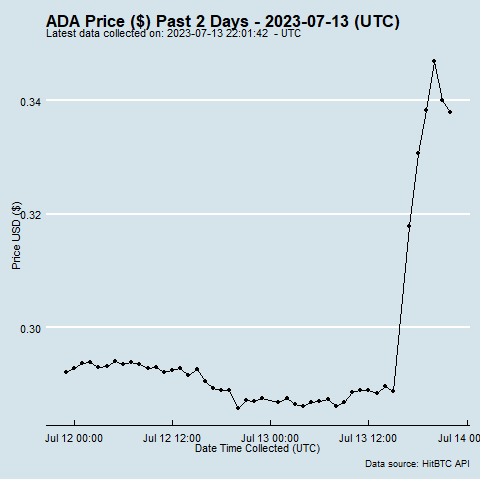 ADA Price ($) Past 2 Days - 2023-07-13 (UTC)
Latest data collected on: 2023-07-13 22:01:42 - UTC
0.34
0.32
0.30
Price USD ($)
Jul 12 00:00 Jul 12 12:00 Jul 13 00:00 Jul 13 12:00 Jul 14 00:
Date Time Collected (UTC)
Data source: HitBTC API